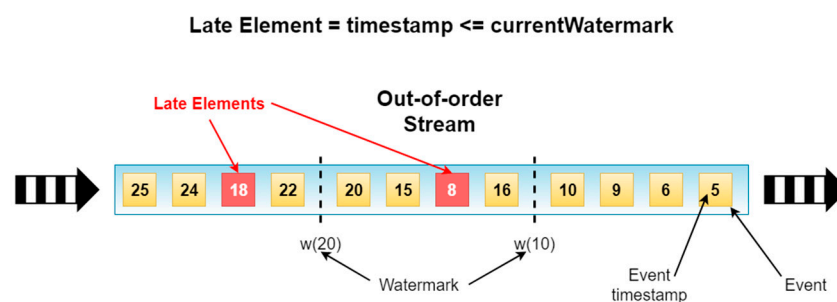 Late Element = timestamp <= currentWatermark
Late Elements
Out-of-order
Stream
25 24 18 22 20 15 8 16 10 9 6 5
w(20) w(10)
Watermark
Event
timestamp
Event